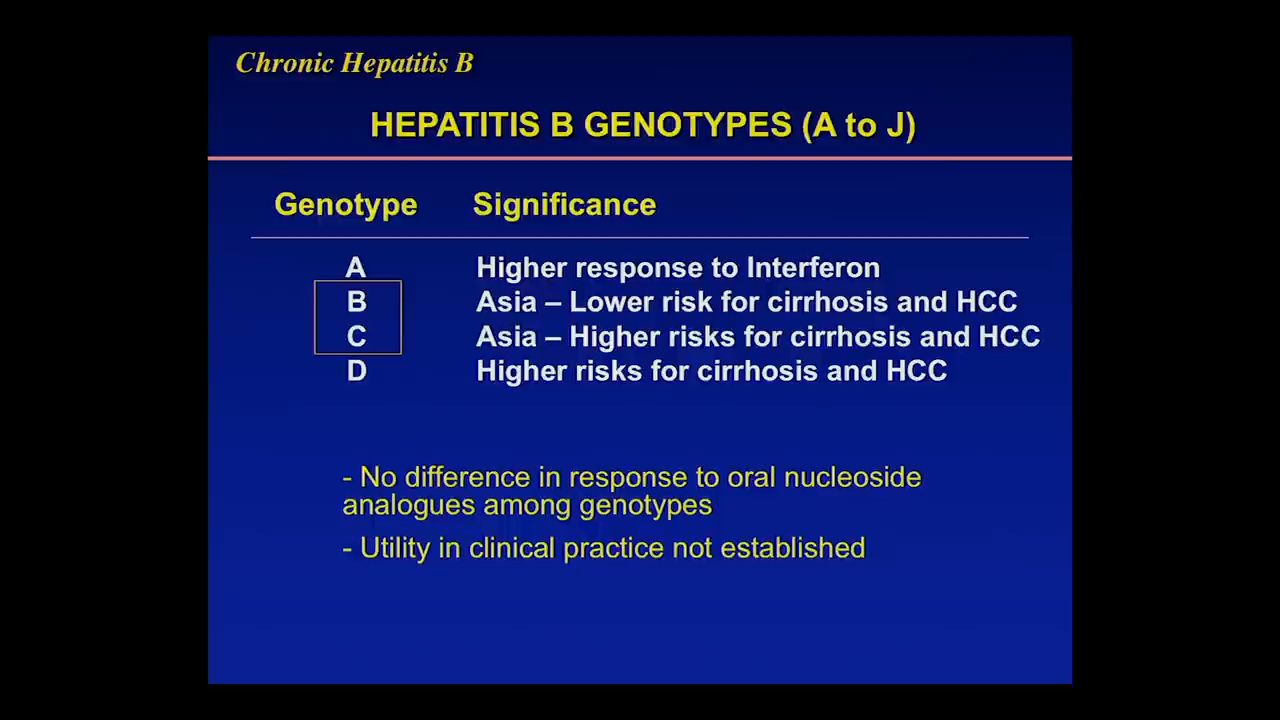 Chronic Hepatitis B
HEPATITIS B GENOTYPES (A to J)
Genotype Significance
A Higher response to Interferon
B Asia – Lower risk for cirrhosis and HCC
C Asia – Higher risks for cirrhosis and HCC
D Higher risks for cirrhosis and HCC
- No difference in response to oral nucleoside
analogues among genotypes
- Utility in clinical practice not established